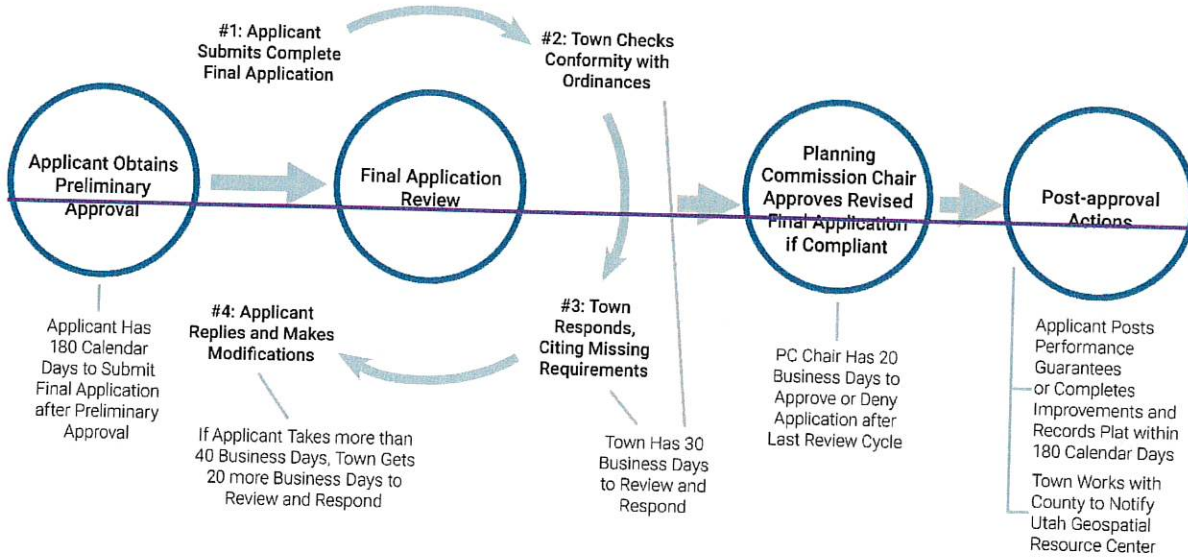 #1: Applicant
Submits Complete
Final Application
#2: Town Checks
Conformity with
Ordinances
Applicant Obtains
Preliminary
Approval
Final Application
Review
Planning
Commission Chair
Approves Revised
Final Application
if Compliant
Post-approval
Actions
#4: Applicant
Replies and Makes
Modifications
#3: Town
Responds,
Citing Missing
Requirements
Applicant Has
180 Calendar
Days to Submit
Final Application
after Preliminary
Approval
If Applicant Takes more than
40 Business Days, Town Gets
20 more Business Days to
Review and Respond
Town Has 30
Business Days
to Review and
Respond
PC Chair Has 20
Business Days to
Approve or Deny
Application after
Last Review Cycle
Applicant Posts
Performance
Guarantees
or Completes
Improvements and
Records Plat within
180 Calendar Days
Town Works with
County to Notify
Utah Geospatial
Resource Center